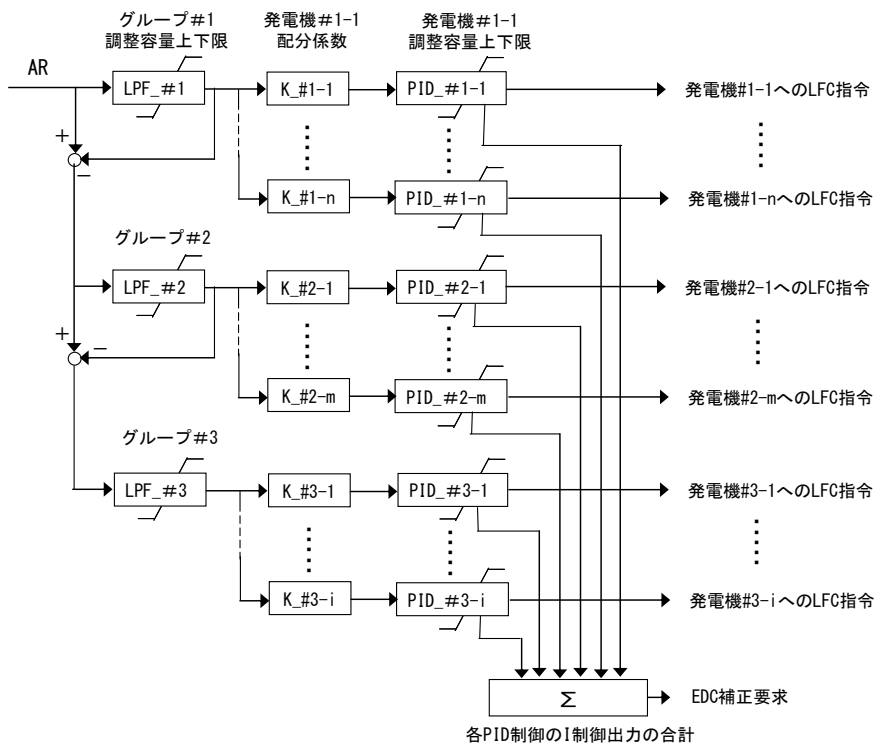 グループ＃1
調整容量上下限
発電機＃1-1
配分係数
発電機＃1-1
調整容量上下限
AR
LPF_＃1
K_#1-1
PID_＃1-1
発電機#1-1へのLFC指令
+
−
K_#1-n
PID_＃1-n
発電機#1-nへのLFC指令
グループ＃2
LPF_＃2
K_#2-1
PID_＃2-1
発電機#2-1へのLFC指令
+
−
K_#2-m
PID_＃2-m
発電機#2-mへのLFC指令
グループ＃3
LPF_＃3
K_#3-1
PID_＃3-1
発電機#3-1へのLFC指令
K_#3-i
PID_＃3-i
発電機#3-iへのLFC指令
Σ
EDC補正要求
各PID制御のI制御出力の合計